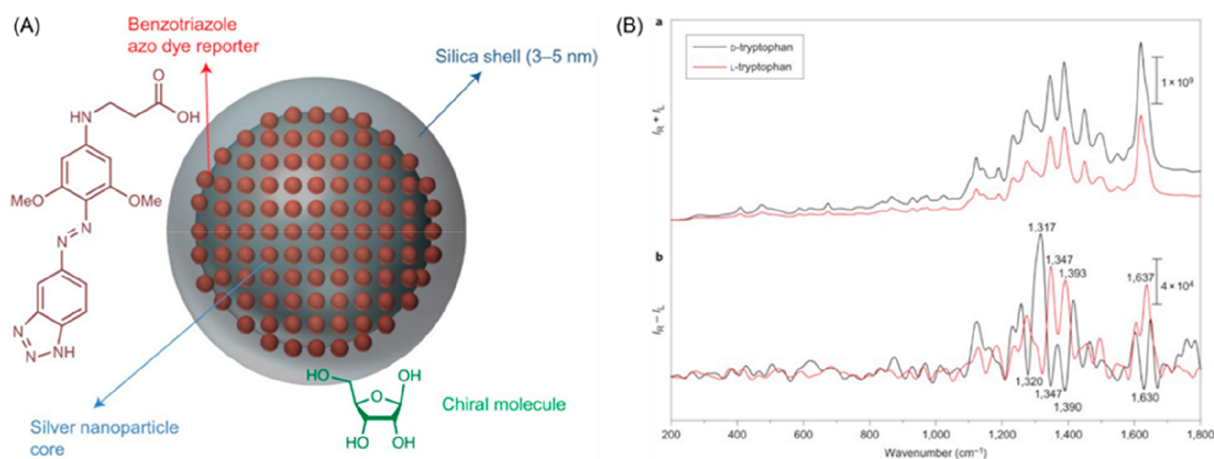 (A)
Benzotriazole
azo dye reporter
Silica shell (3–5 nm)
O
OH
HN
MeO
OMe
N
N
N
N
NH
Silver nanoparticle
core
HO
OH
O
HO
OH
Chiral molecule
(B)
a
D-tryptophan
L-tryptophan
1 × 10⁹
I_R + I_L
b
1,317
1,347
1,393
1,637
4 × 10⁴
I_R − I_L
1,320
1,347
1,390
1,630
200 400 600 800 1,000 1,200 1,400 1,600 1,800
Wavenumber (cm⁻¹)